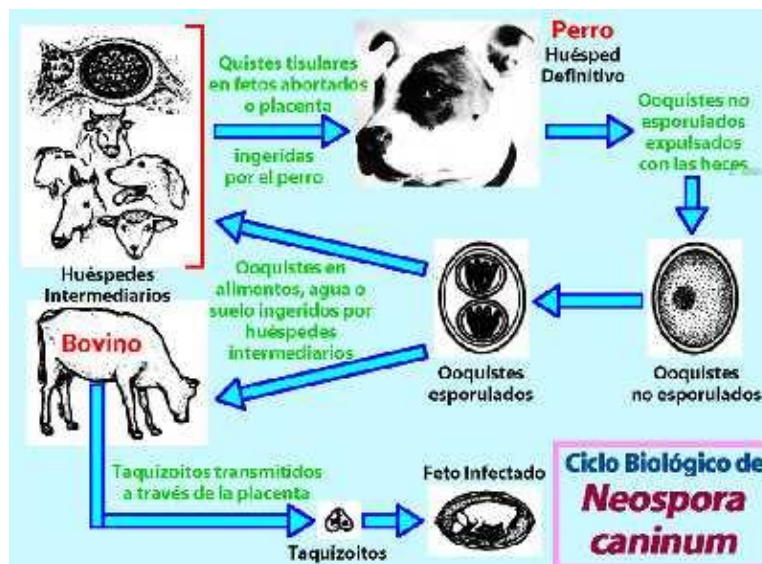 Quistes tisulares
en fetos abortados
o placenta
ingeridas
por el perro
Perro
Huésped
Definitivo
Ooquistes no
esporulados
expulsados
con las heces
Huéspedes
Intermediarios
Ooquistes en
alimentos, agua o
suelo ingeridos por
huéspedes
intermediarios
Ooquistes
esporulados
Ooquistes
no esporulados
Bovino
Taquizoitos transmitidos
a través de la placenta
Taquizoitos
Feto Infectado
Ciclo Biológico de
Neospora
caninum